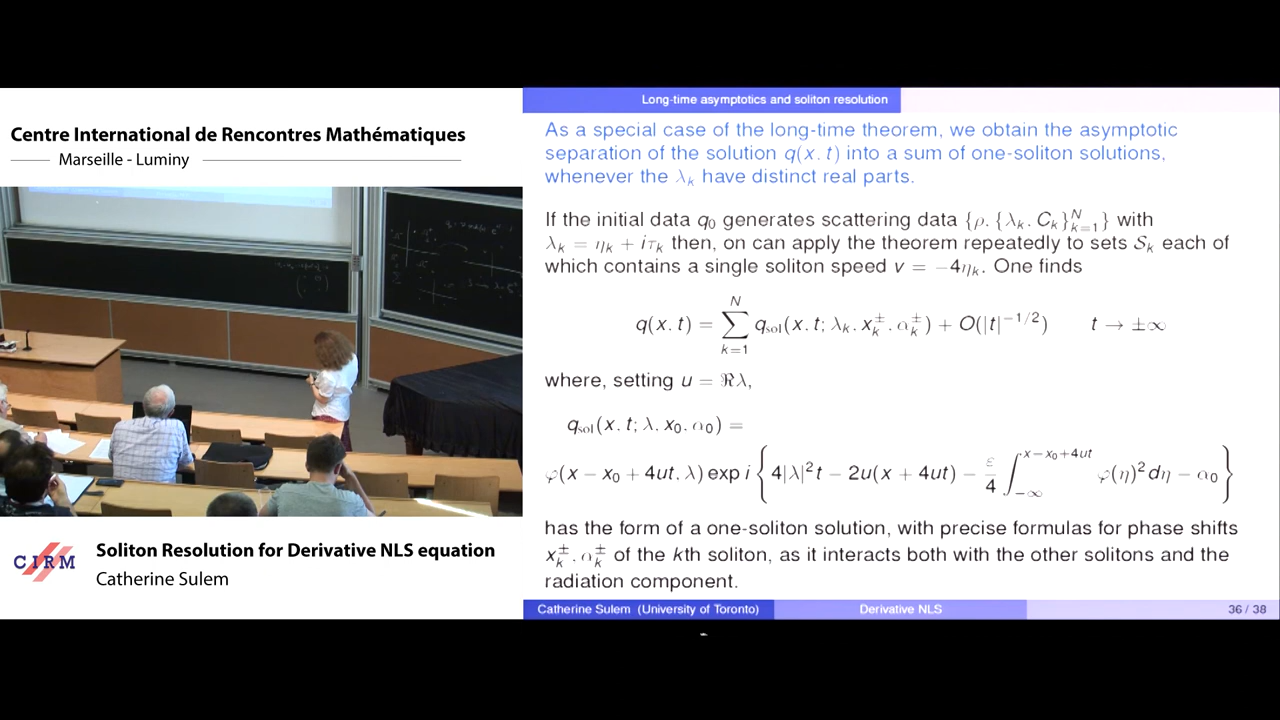 Centre International de Rencontres Mathématiques
Marseille - Luminy
CIRM
Soliton Resolution for Derivative NLS equation
Catherine Sulem
Long-time asymptotics and soliton resolution
As a special case of the long-time theorem, we obtain the asymptotic
separation of the solution q(x, t) into a sum of one-soliton solutions,
whenever the λ_k have distinct real parts.
If the initial data q_0 generates scattering data {ρ, {λ_k, C_k}_{k=1}^N} with
λ_k = η_k + iτ_k then, on can apply the theorem repeatedly to sets S_k each of
which contains a single soliton speed v = −4η_k. One finds
q(x, t) = ∑_{k=1}^{N} q_sol(x, t; λ_k, x_k^±, α_k^±) + O(|t|^{−1/2})   t → ±∞
where, setting u = ℜλ,
q_sol(x, t; λ, x_0, α_0) =
φ(x − x_0 + 4ut, λ) exp i {4|λ|²t − 2u(x + 4ut) − ε/4 ∫_{−∞}^{x−x_0+4ut} φ(η)² dη − α_0}
has the form of a one-soliton solution, with precise formulas for phase shifts
x_k^±, α_k^± of the kth soliton, as it interacts both with the other solitons and the
radiation component.
Catherine Sulem (University of Toronto)
Derivative NLS
36 / 38